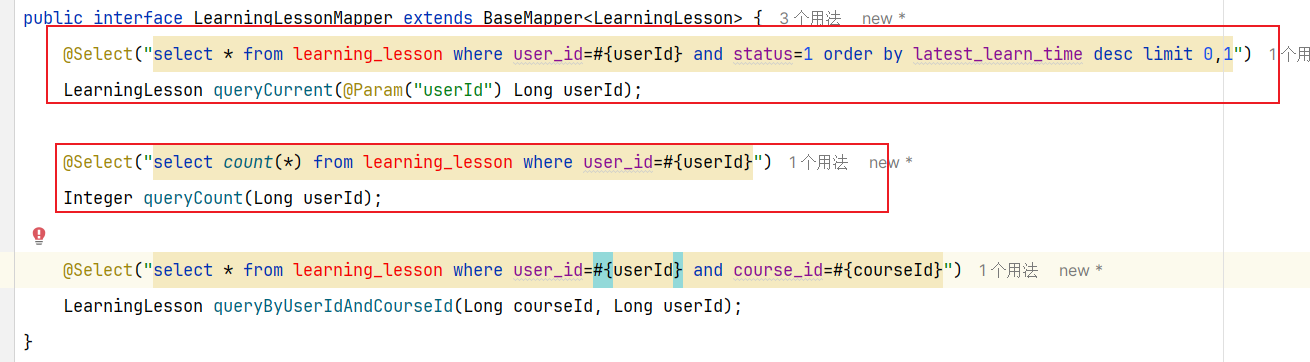 public interface LearningLessonMapper extends BaseMapper<LearningLesson> { 3 个用法 new *
@Select("select * from learning_lesson where user_id=#{userId} and status=1 order by latest_learn_time desc limit 0,1") 1 个用
LearningLesson queryCurrent(@Param("userId") Long userId);
@Select("select count(*) from learning_lesson where user_id=#{userId}") 1 个用法 new *
Integer queryCount(Long userId);
@Select("select * from learning_lesson where user_id=#{userId} and course_id=#{courseId}") 1 个用法 new *
LearningLesson queryByUserIdAndCourseId(Long courseId, Long userId);
}